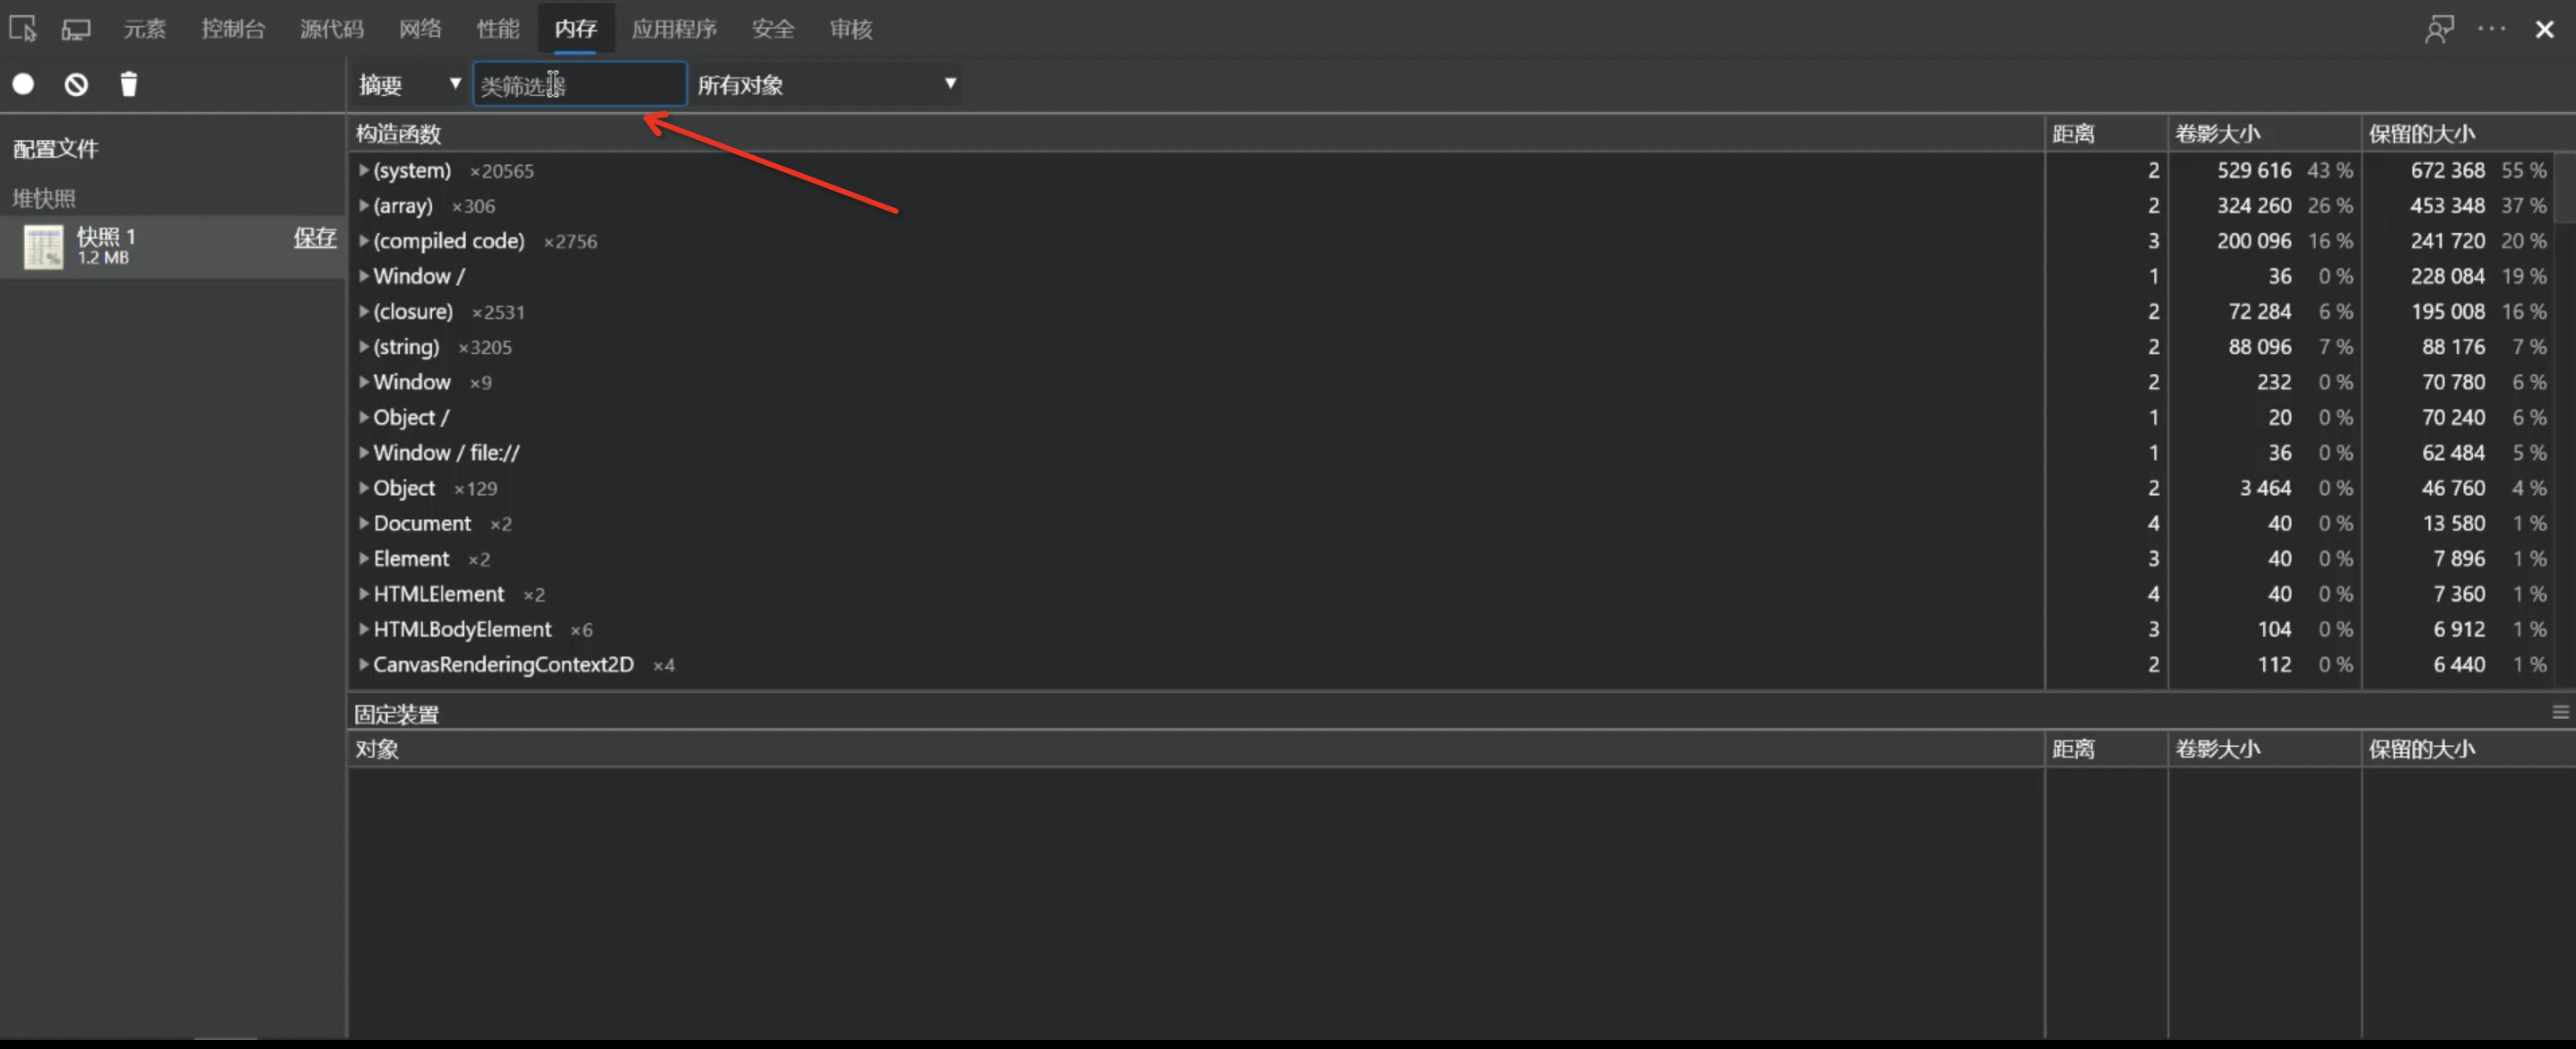 元素 控制台 源代码 网络 性能 内存 应用程序 安全 审核
摘要 类筛选器 所有对象
配置文件
堆快照
快照 1 保存
1.2 MB
构造函数 距离 卷影大小 保留的大小
(system) ×20565 2 529 616 43 % 672 368 55 %
(array) ×306 2 324 260 26 % 453 348 37 %
(compiled code) ×2756 3 200 096 16 % 241 720 20 %
Window / 1 36 0 % 228 084 19 %
(closure) ×2531 2 72 284 6 % 195 008 16 %
(string) ×3205 2 88 096 7 % 88 176 7 %
Window ×9 2 232 0 % 70 780 6 %
Object / 1 20 0 % 70 240 6 %
Window / file:// 1 36 0 % 62 484 5 %
Object ×129 2 3 464 0 % 46 760 4 %
Document ×2 4 40 0 % 13 580 1 %
Element ×2 3 40 0 % 7 896 1 %
HTMLElement ×2 4 40 0 % 7 360 1 %
HTMLBodyElement ×6 3 104 0 % 6 912 1 %
CanvasRenderingContext2D ×4 2 112 0 % 6 440 1 %
固定装置
对象 距离 卷影大小 保留的大小